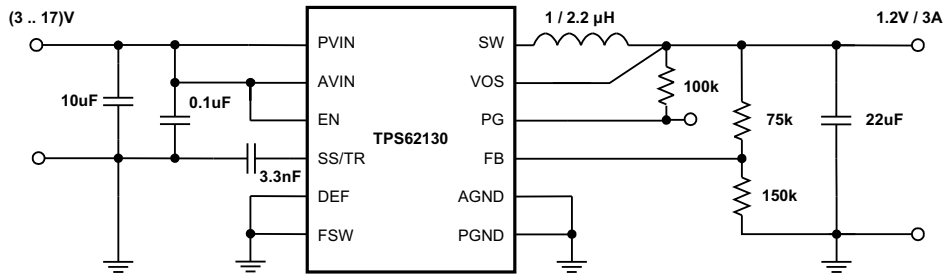 (3 .. 17)V
1 / 2.2 µH
1.2V / 3A
PVIN
SW
AVIN
VOS
10uF
0.1uF
100k
EN
PG
75k
22uF
TPS62130
SS/TR
FB
3.3nF
150k
DEF
AGND
FSW
PGND